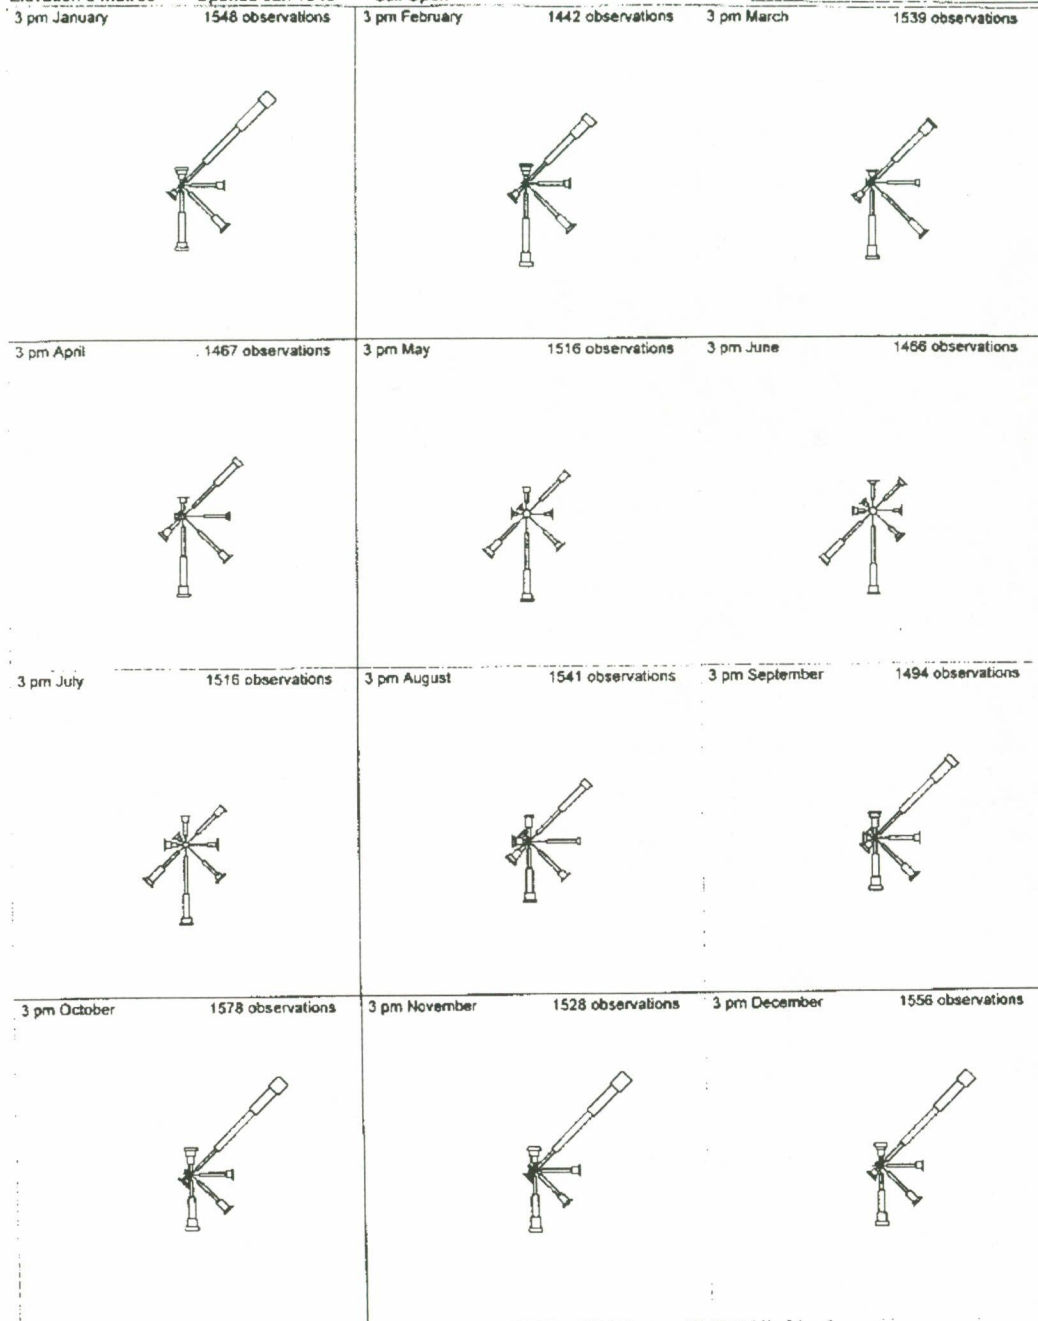 3 pm January 1548 observations
3 pm February 1442 observations
3 pm March 1539 observations
3 pm April 1467 observations
3 pm May 1516 observations
3 pm June 1466 observations
3 pm July 1516 observations
3 pm August 1541 observations
3 pm September 1494 observations
3 pm October 1578 observations
3 pm November 1528 observations
3 pm December 1556 observations